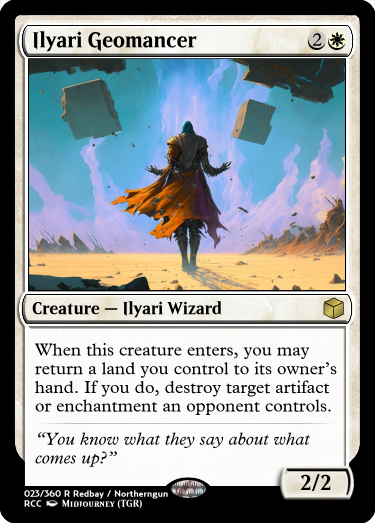 Ilyari Geomancer 2
Creature — Ilyari Wizard
When this creature enters, you may
return a land you control to its owner's
hand. If you do, destroy target artifact
or enchantment an opponent controls.
“You know what they say about what
comes up?”
2/2
023/360 R Redbay / Northerngun
RCC Midjourney (TGR)